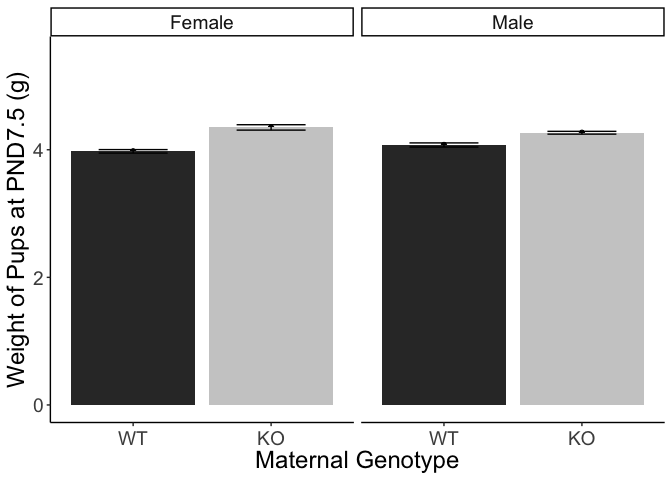 Female Male
Weight of Pups at PND7.5 (g)
4
2
0
WT KO WT KO
Maternal Genotype